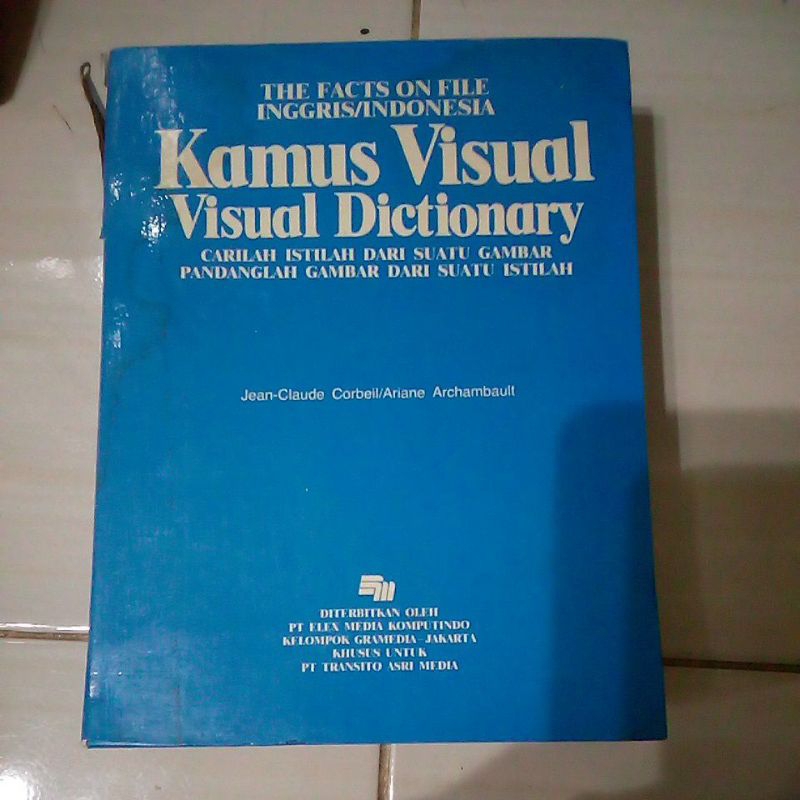 THE FACTS ON FILE
INGGRIS/INDONESIA
Kamus Visual
Visual Dictionary
CARILAH ISTILAH DARI SUATU GAMBAR
PANDANGLAH GAMBAR DARI SUATU ISTILAH
Jean-Claude Corbeil/Ariane Archambault
DITERBITKAN OLEH
PT ELEX MEDIA KOMPUTINDO
KELOMPOK GRAMEDIA–JAKARTA
KHUSUS UNTUK
PT TRANSITO ASRI MEDIA